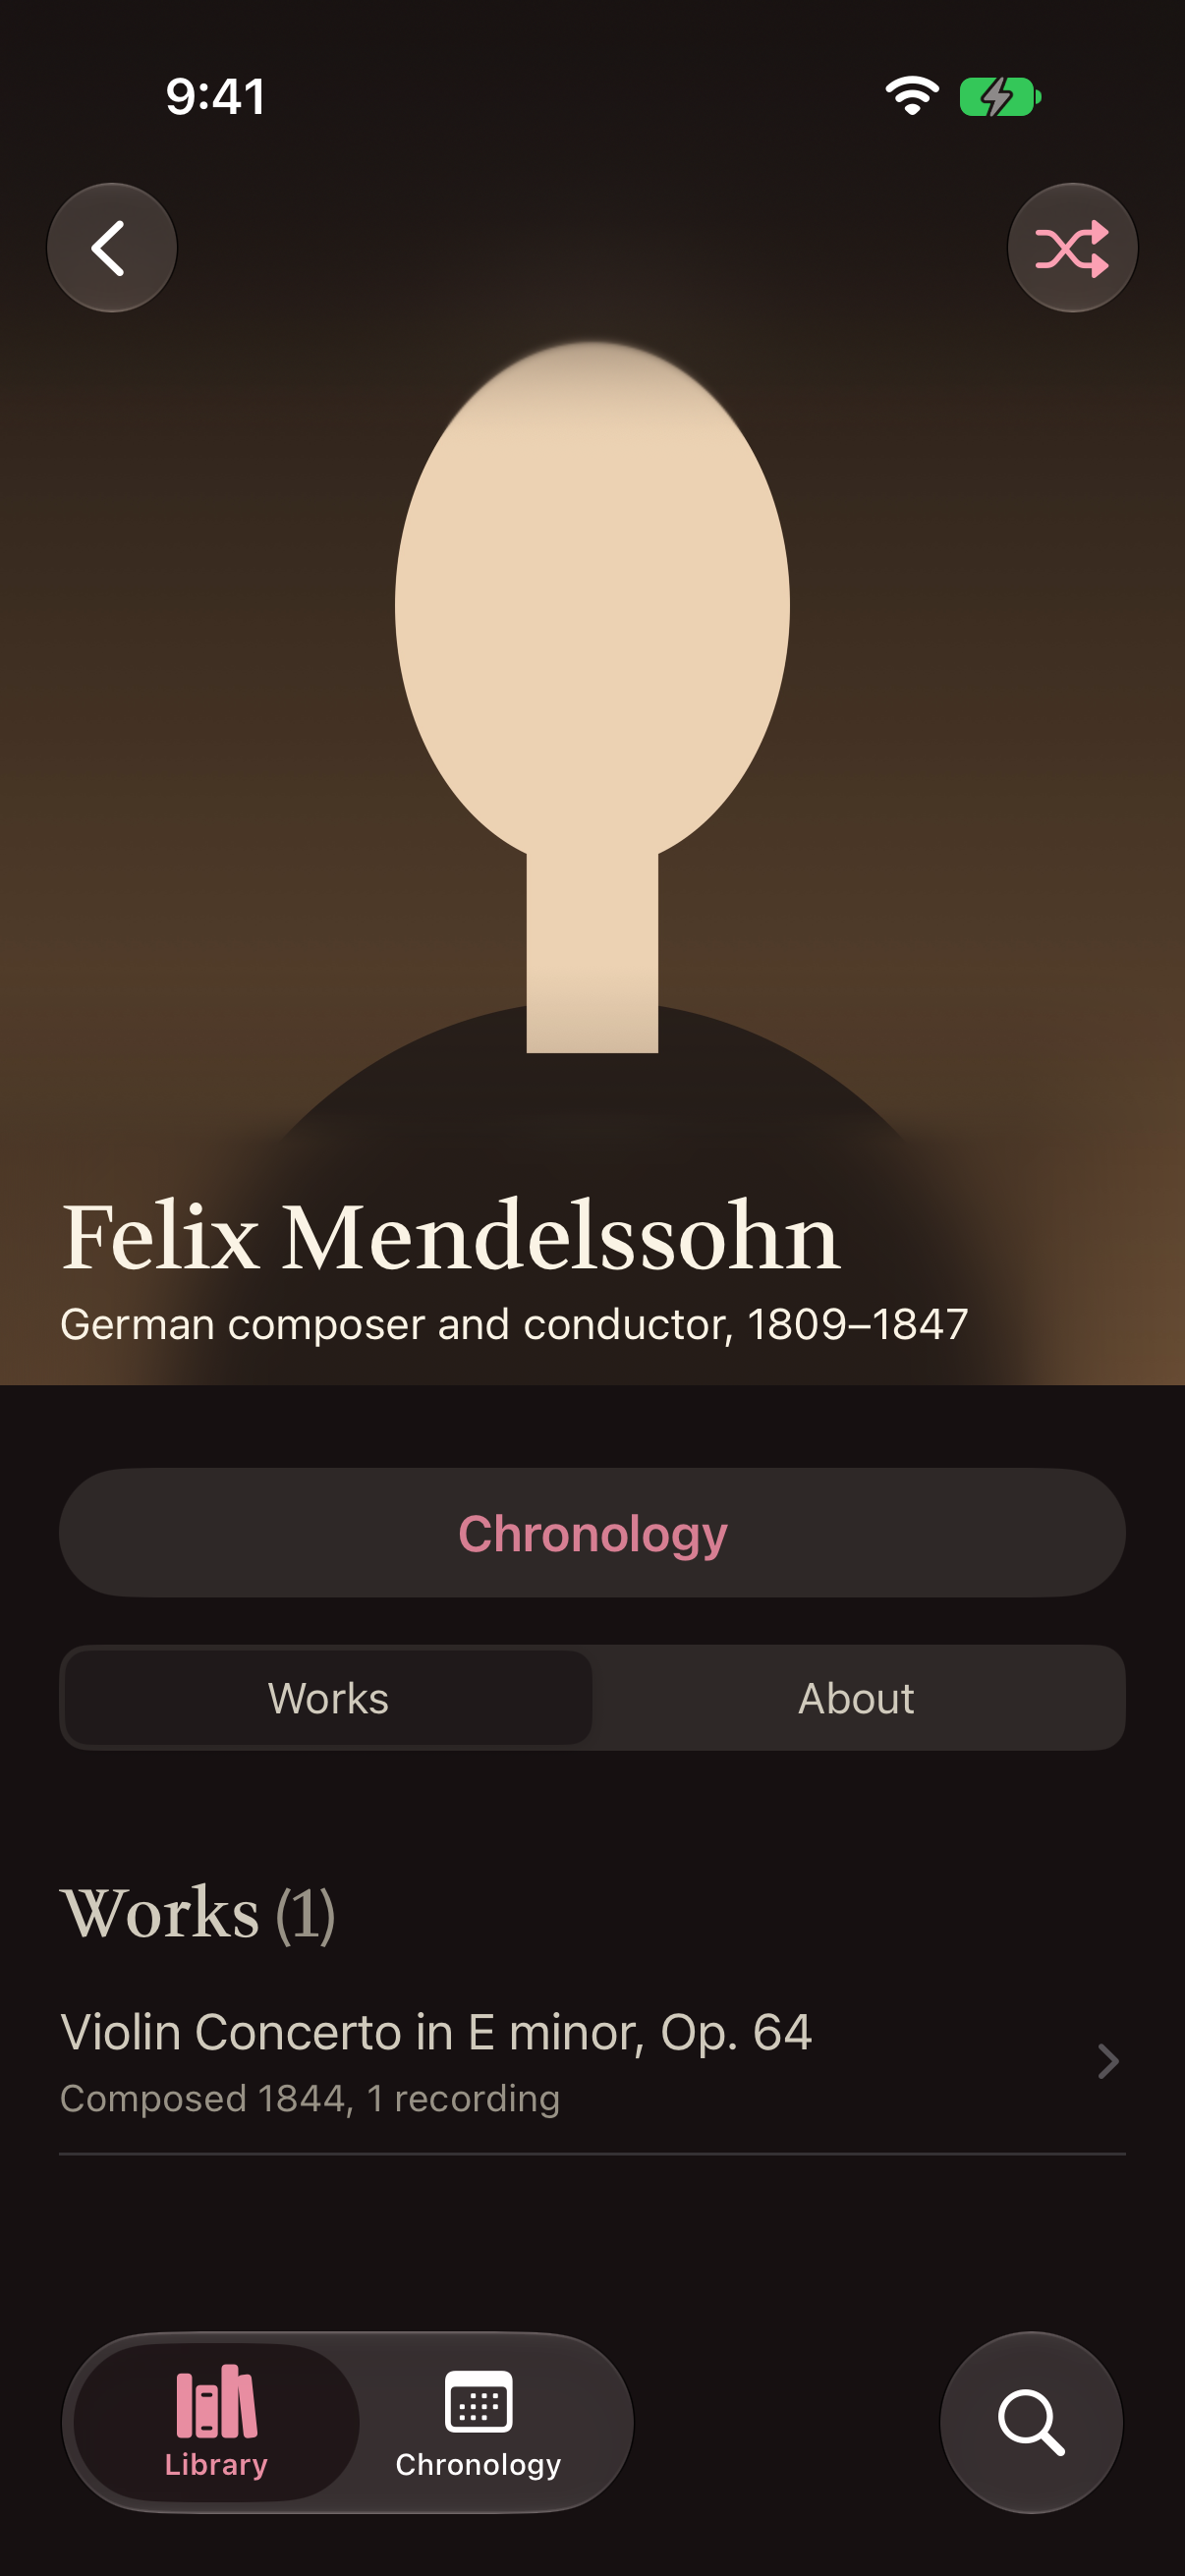 9:41
Felix Mendelssohn
German composer and conductor, 1809–1847
Chronology
Works
About
Works (1)
Violin Concerto in E minor, Op. 64
Composed 1844, 1 recording
Library
Chronology